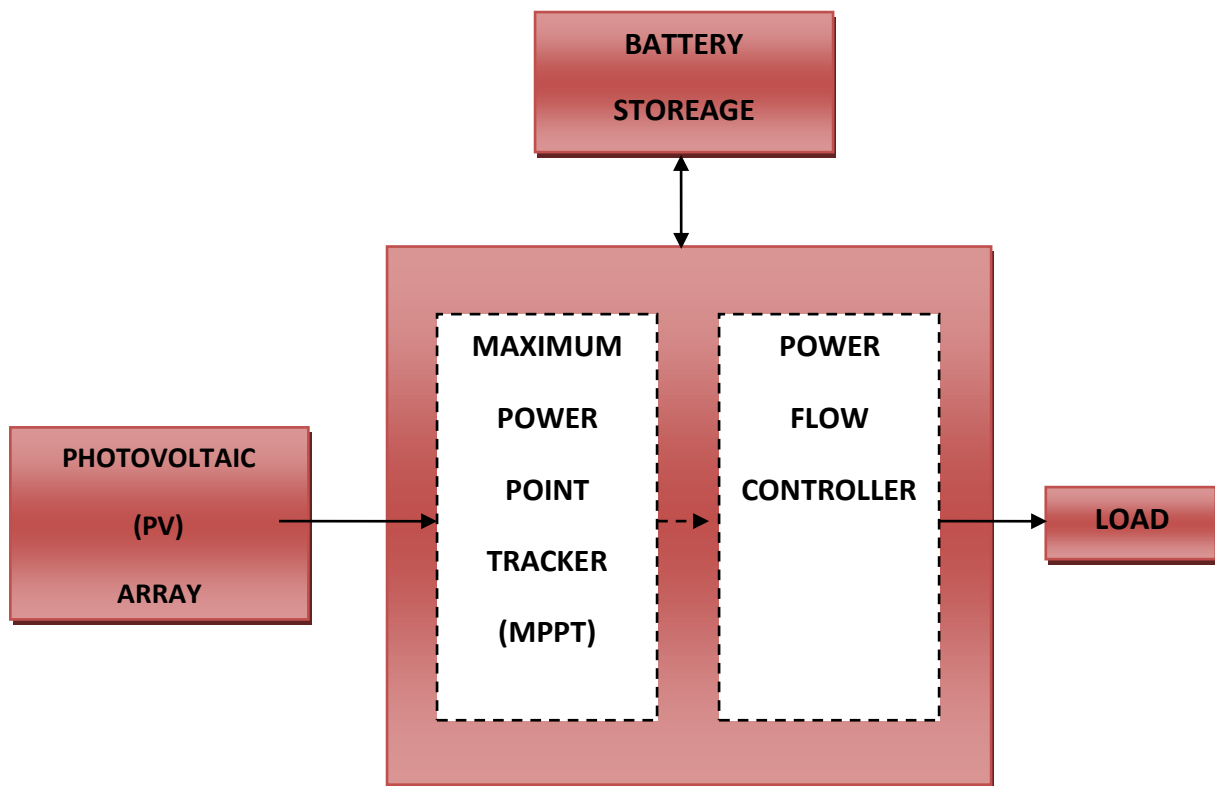 BATTERY
STOREAGE
MAXIMUM
POWER
POINT
TRACKER
(MPPT)
POWER
FLOW
CONTROLLER
PHOTOVOLTAIC
(PV)
ARRAY
LOAD